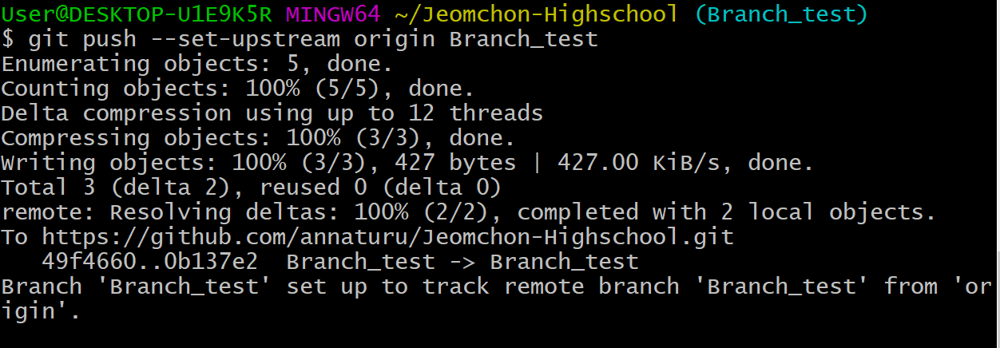 User@DESKTOP-U1E9K5R MINGW64 ~/Jeomchon-Highschool (Branch_test)
$ git push --set-upstream origin Branch_test
Enumerating objects: 5, done.
Counting objects: 100% (5/5), done.
Delta compression using up to 12 threads
Compressing objects: 100% (3/3), done.
Writing objects: 100% (3/3), 427 bytes | 427.00 KiB/s, done.
Total 3 (delta 2), reused 0 (delta 0)
remote: Resolving deltas: 100% (2/2), completed with 2 local objects.
To https://github.com/annaturu/Jeomchon-Highschool.git
   49f4660..0b137e2  Branch_test -> Branch_test
Branch 'Branch_test' set up to track remote branch 'Branch_test' from 'or
igin'.